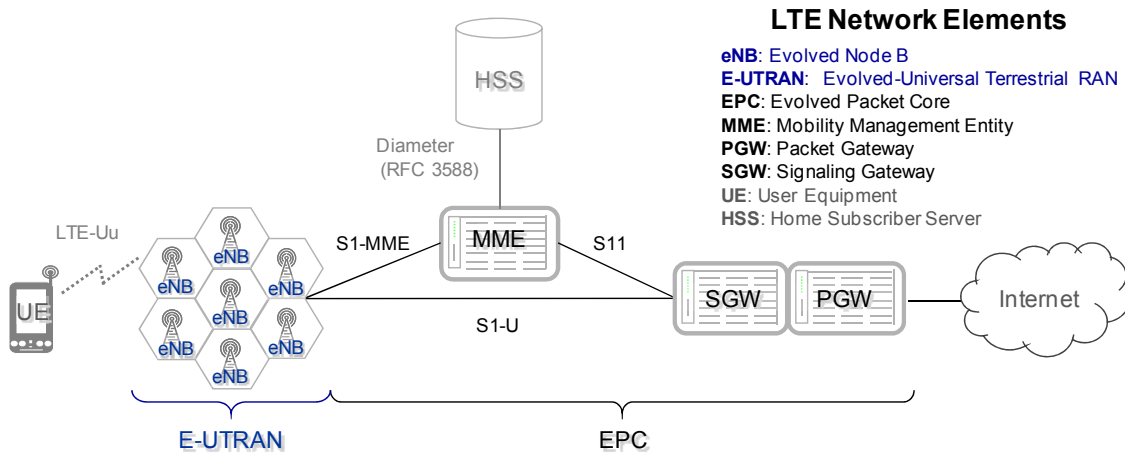 LTE Network Elements
eNB: Evolved Node B
E-UTRAN: Evolved-Universal Terrestrial RAN
EPC: Evolved Packet Core
MME: Mobility Management Entity
PGW: Packet Gateway
SGW: Signaling Gateway
UE: User Equipment
HSS: Home Subscriber Server
HSS
Diameter
(RFC 3588)
LTE-Uu
UE
eNB
eNB
eNB
eNB
eNB
eNB
eNB
S1-MME
MME
S11
S1-U
SGW
PGW
Internet
E-UTRAN
EPC